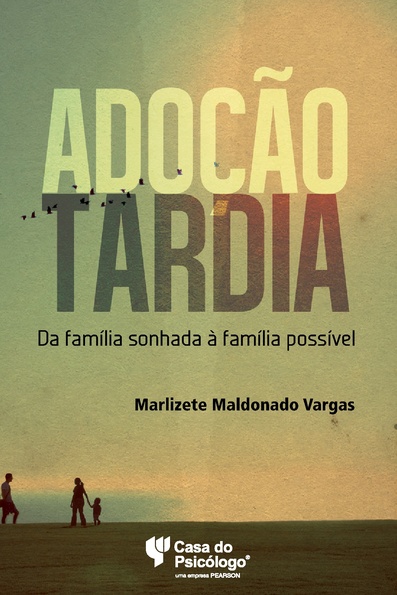 ADOÇÃO
TARDIA
Da família sonhada à família possível
Marlizete Maldonado Vargas
Casa do
Psicólogo®
uma empresa PEARSON